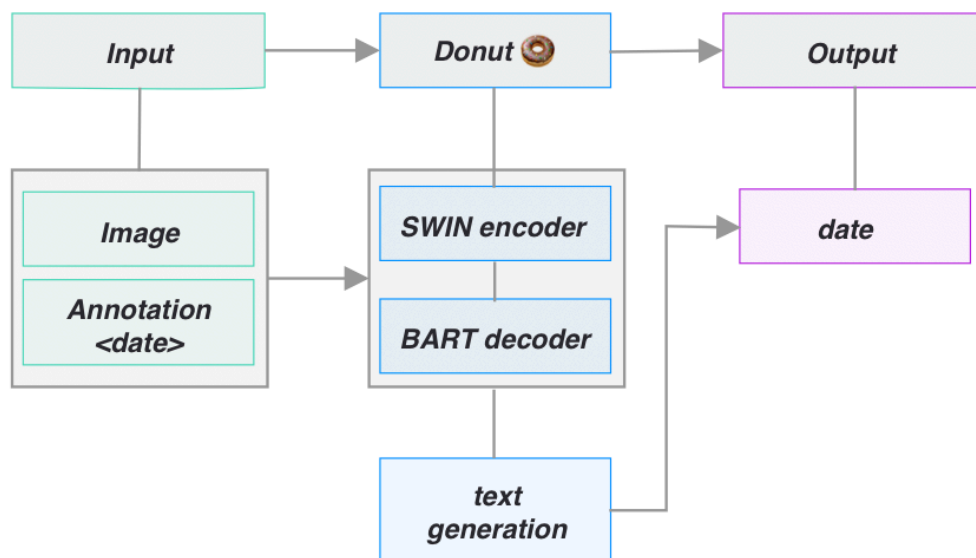 Input
Donut
Output
Image
Annotation
<date>
SWIN encoder
BART decoder
date
text
generation